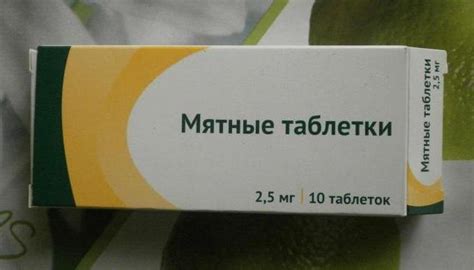 Мятные таблетки
2,5 мг | 10 таблеток
Мятные таблетки
2,5 мг